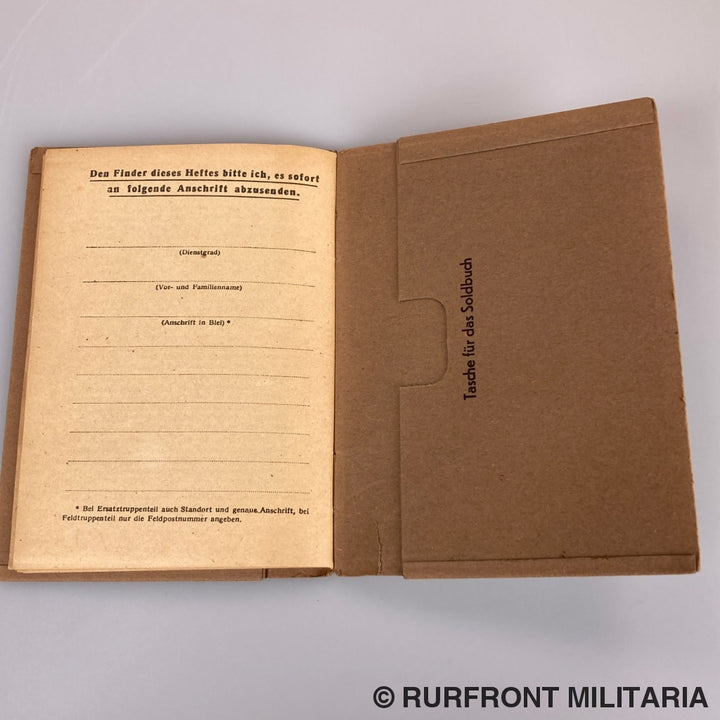 Den Finder dieses Heftes bitte ich, es sofort
an folgende Anschrift abzusenden.
(Dienstgrad)
(Vor- und Familienname)
(Anschrift in Blei) *
* Bei Ersatztruppenteil auch Standort und genaue Anschrift, bei
Feldtruppenteil nur die Feldpostnummer angeben.
Tasche für das Soldbuch
© RURFRONT MILITARIA